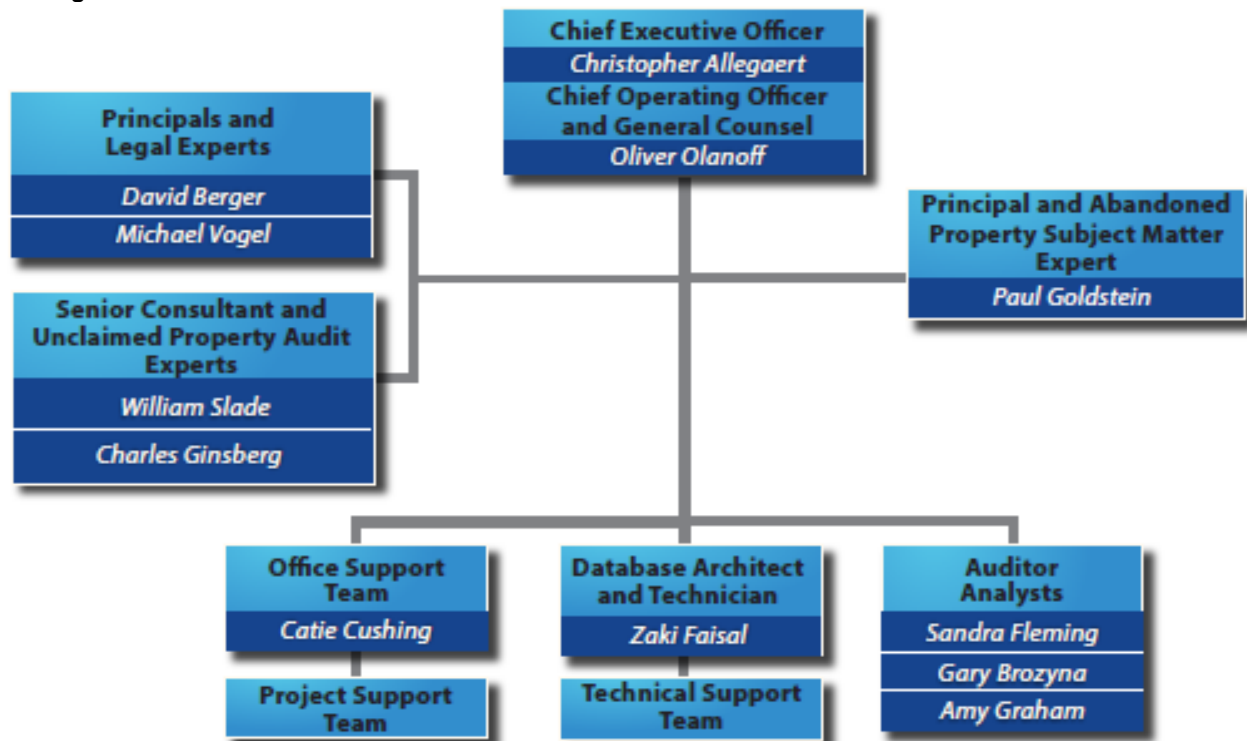 Chief Executive Officer
Christopher Allegaert
Chief Operating Officer
and General Counsel
Oliver Olanoff
Principals and
Legal Experts
David Berger
Michael Vogel
Principal and Abandoned
Property Subject Matter
Expert
Paul Goldstein
Senior Consultant and
Unclaimed Property Audit
Experts
William Slade
Charles Ginsberg
Office Support
Team
Catie Cushing
Project Support
Team
Database Architect
and Technician
Zaki Faisal
Technical Support
Team
Auditor
Analysts
Sandra Fleming
Gary Brozyna
Amy Graham